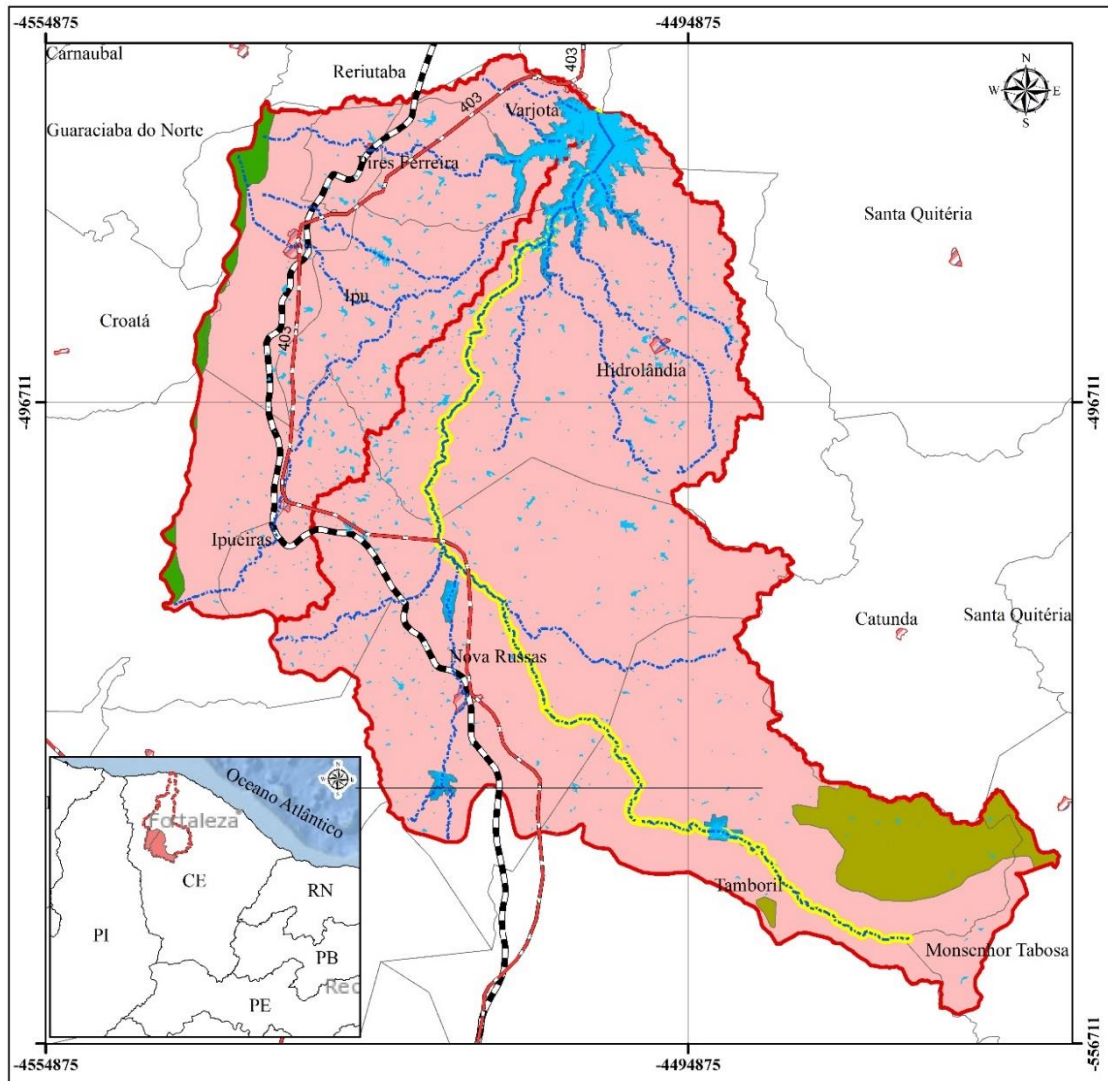 -4554875
-4494875
Carnaubal
Reriutaba
403
N
W
E
S
403
Varjota
Guaraciaba do Norte
Pires Ferreira
Santa Quitéria
Ipu
Croatá
403
Hidrolândia
-496711
-496711
Ipueiras
Catunda
Santa Quitéria
Nova Russas
Oceano Atlântico
N
W
E
S
Fortaleza
CE
RN
PI
PB
Rec
PE
Tamboril
Monsenhor Tabosa
-556711
-4554875
-4494875